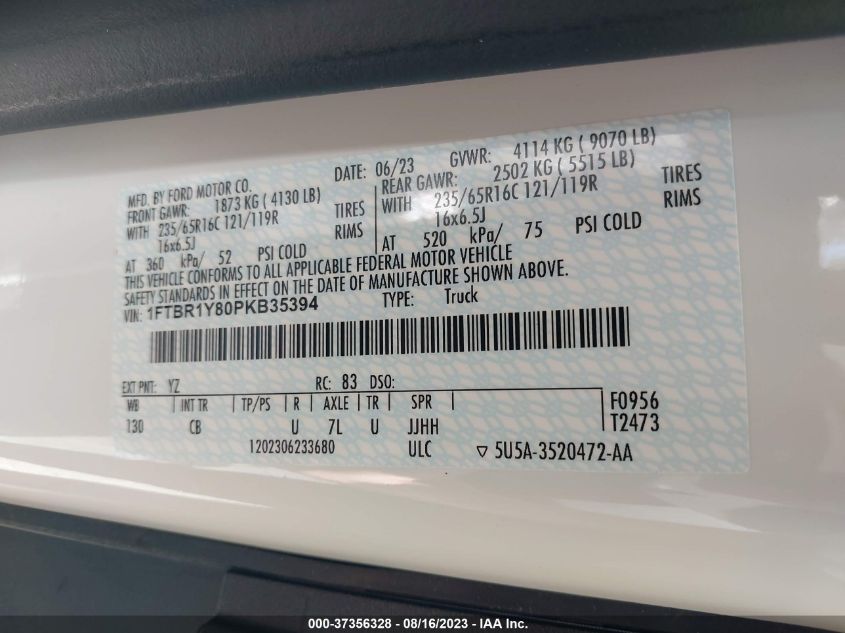 MFD. BY FORD MOTOR CO.
DATE: 06/23 GVWR: 4114 KG ( 9070 LB)
FRONT GAWR: 1873 KG ( 4130 LB)
WITH 235/65R16C 121/119R TIRES
16x6.5J RIMS
AT 360 kPa/ 52 PSI COLD
REAR GAWR: 2502 KG ( 5515 LB)
WITH 235/65R16C 121/119R TIRES
16x6.5J RIMS
AT 520 kPa/ 75 PSI COLD
THIS VEHICLE CONFORMS TO ALL APPLICABLE FEDERAL MOTOR VEHICLE
SAFETY STANDARDS IN EFFECT ON THE DATE OF MANUFACTURE SHOWN ABOVE.
VIN: 1FTBR1Y80PKB35394 TYPE: Truck
EXT PNT: YZ RC: 83 DSO:
WB | INT TR | TP/PS | R | AXLE | TR | SPR | F0956
130 CB U 7L U JJHH T2473
1202306233680 ULC ▽ 5U5A-3520472-AA
000-37356328 - 08/16/2023 - IAA Inc.